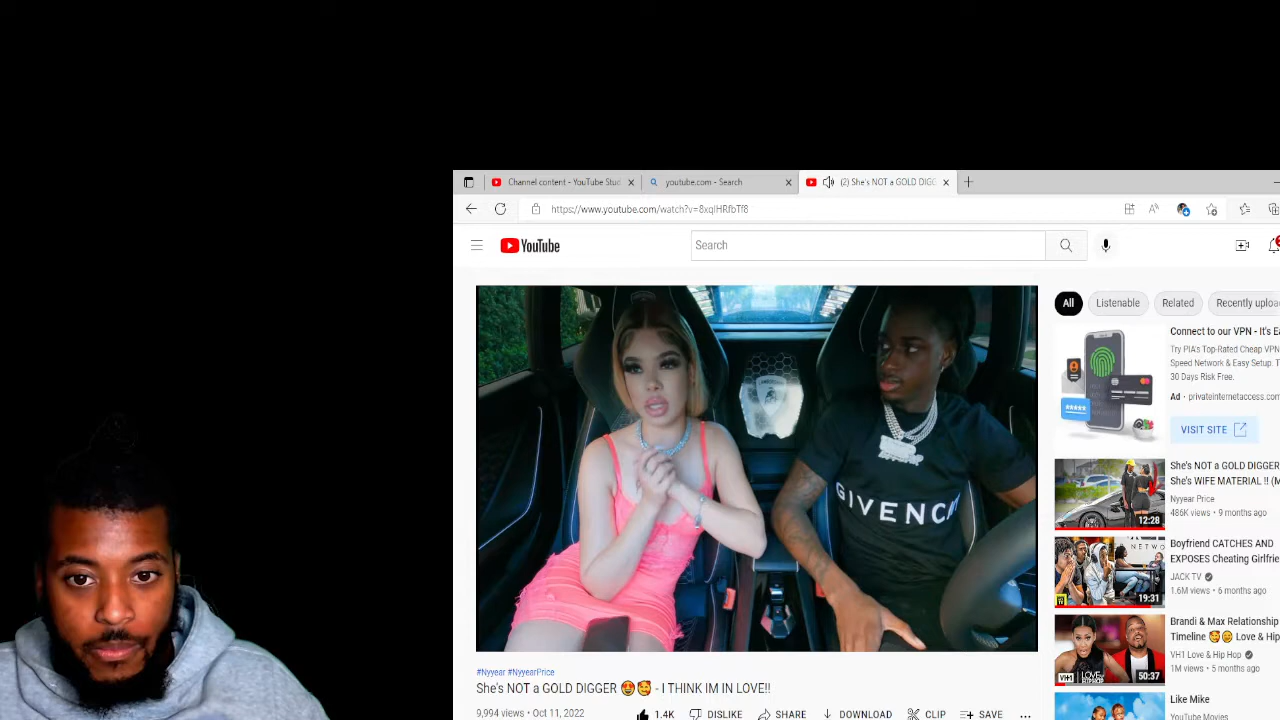 Channel content - YouTube Stud
youtube.com - Search
(2) She's NOT a GOLD DIGG
https://www.youtube.com/watch?v=8xqIHRfbTf8
YouTube
Search
GIVENC
#Nyyear #NyyearPrice
She's NOT a GOLD DIGGER 😍🥰 - I THINK IM IN LOVE!!
9,994 views • Oct 11, 2022
1.4K
DISLIKE
SHARE
DOWNLOAD
CLIP
SAVE
All
Listenable
Related
Recently uploa
Connect to our VPN - It's Ea
Try PIA's Top-Rated Cheap VPN
Speed Network & Easy Setup. T
30 Days Risk Free.
Ad • privateinternetaccess.com
VISIT SITE
She's NOT a GOLD DIGGER
She's WIFE MATERIAL !! (M
Nyyear Price
486K views • 9 months ago
12:28
Boyfriend CATCHES AND
EXPOSES Cheating Girlfrie
JACK TV
1.6M views • 6 months ago
19:31
Brandi & Max Relationship
Timeline 🥰😍 Love & Hip
VH1 Love & Hip Hop
1M views • 5 months ago
50:37
VH1
Like Mike
YouTube Movies